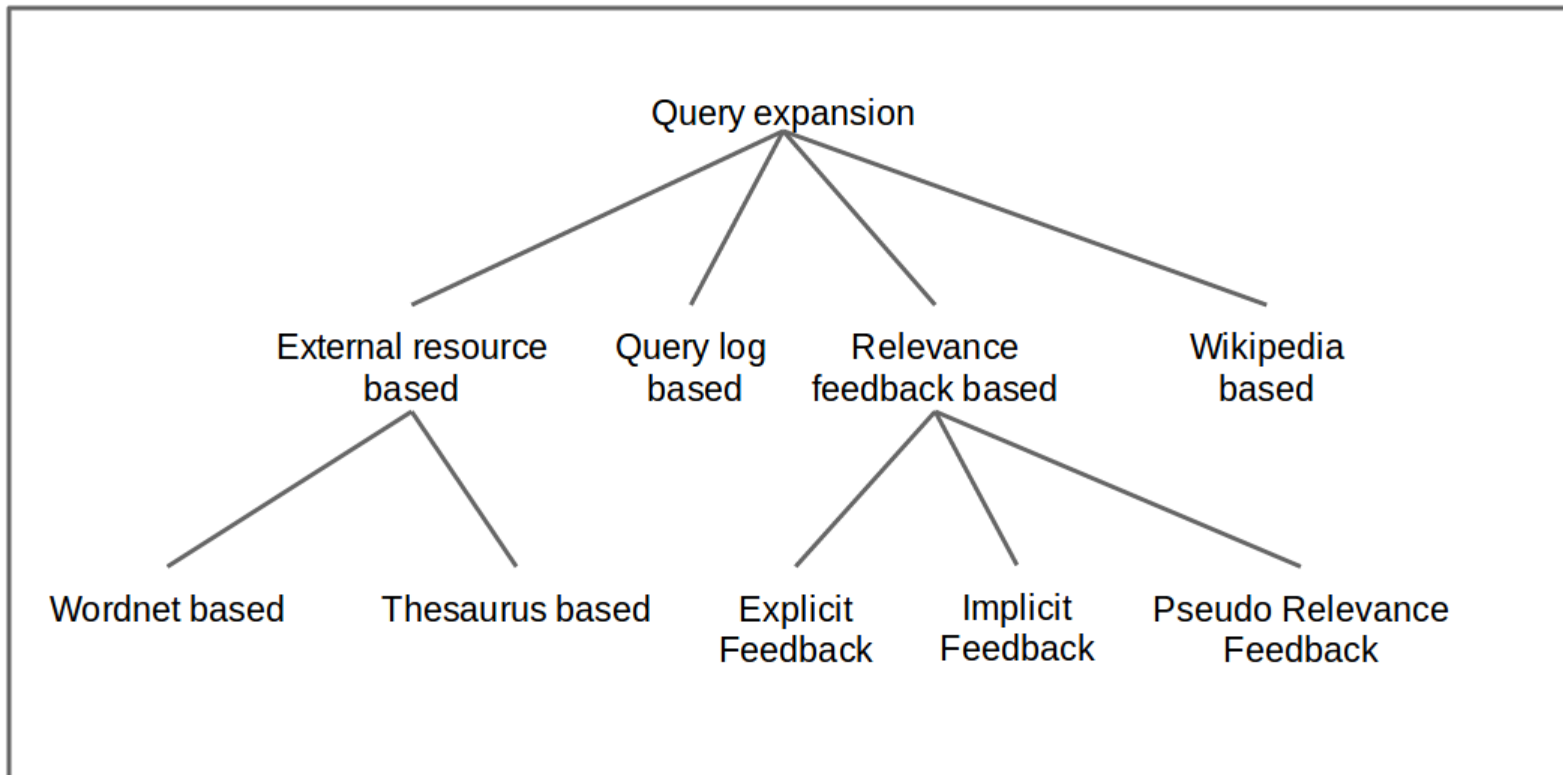 Query expansion
External resource
based
Query log
based
Relevance
feedback based
Wikipedia
based
Wordnet based
Thesaurus based
Explicit
Feedback
Implicit
Feedback
Pseudo Relevance
Feedback